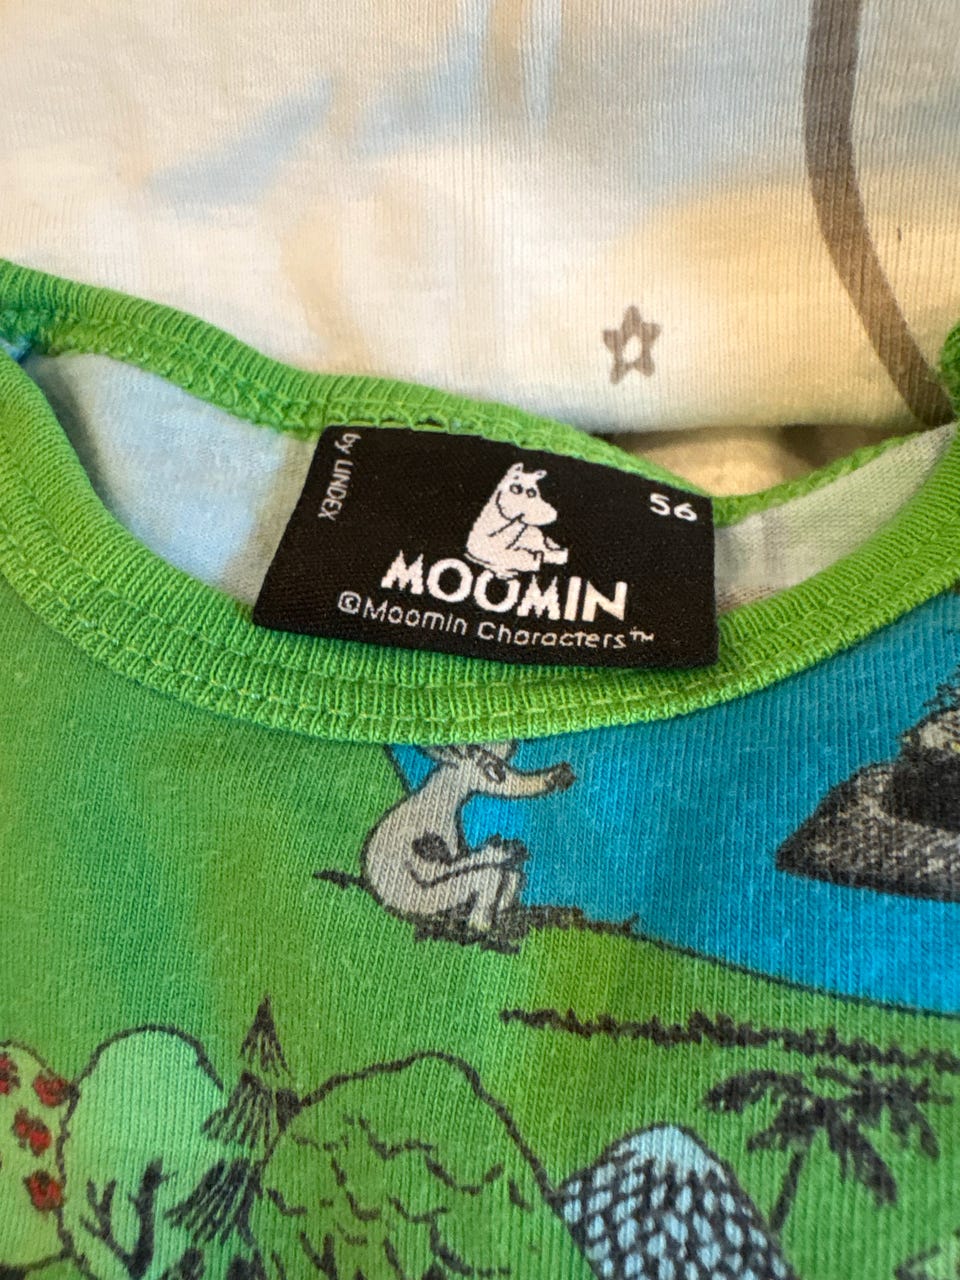 by LINDEX
56
MOOMIN
©Moomin Characters™